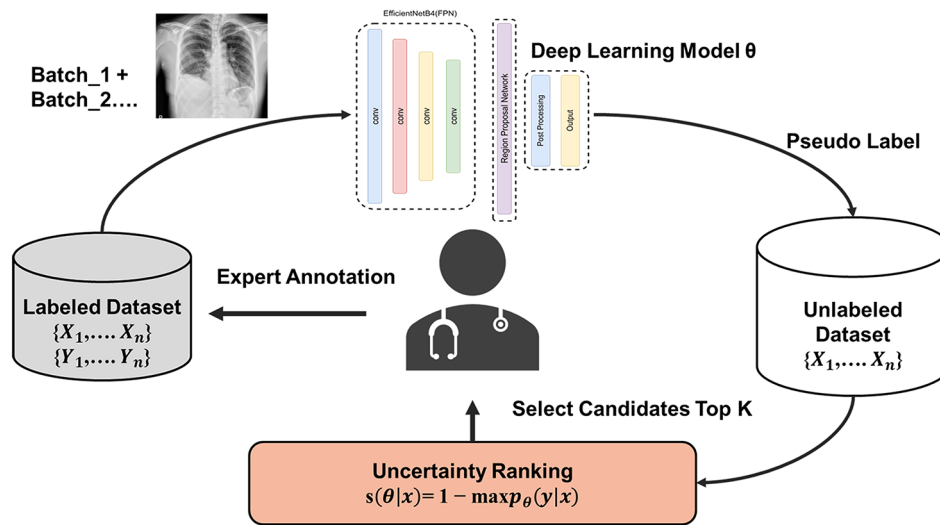 EfficientNetB4(FPN)
Batch_1 +
Batch_2....
conv
conv
conv
conv
Region Proposal Network
Deep Learning Model θ
Post Processing
Output
Pseudo Label
Expert Annotation
Labeled Dataset
{X₁,.... Xₙ}
{Y₁,.... Yₙ}
Unlabeled
Dataset
{X₁,.... Xₙ}
Select Candidates Top K
Uncertainty Ranking
s(θ|x)= 1 − maxp_θ(y|x)